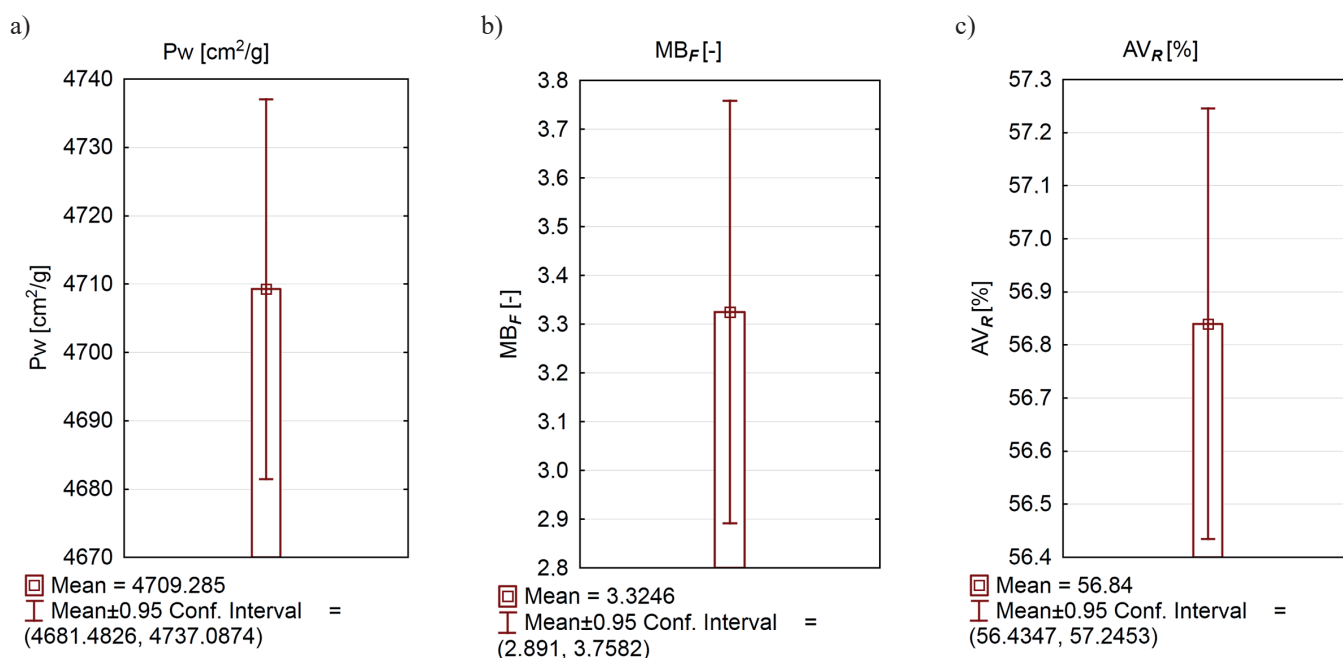 a)
Pw [cm²/g]
4740
4730
4720
4710
4700
4690
4680
4670
Pw [cm²/g]
Mean = 4709.285
Mean±0.95 Conf. Interval =
(4681.4826, 4737.0874)
b)
MB_F [-]
3.8
3.7
3.6
3.5
3.4
3.3
3.2
3.1
3.0
2.9
2.8
MB_F [-]
Mean = 3.3246
Mean±0.95 Conf. Interval =
(2.891, 3.7582)
c)
AV_R [%]
57.3
57.2
57.1
57.0
56.9
56.8
56.7
56.6
56.5
56.4
AV_R [%]
Mean = 56.84
Mean±0.95 Conf. Interval =
(56.4347, 57.2453)